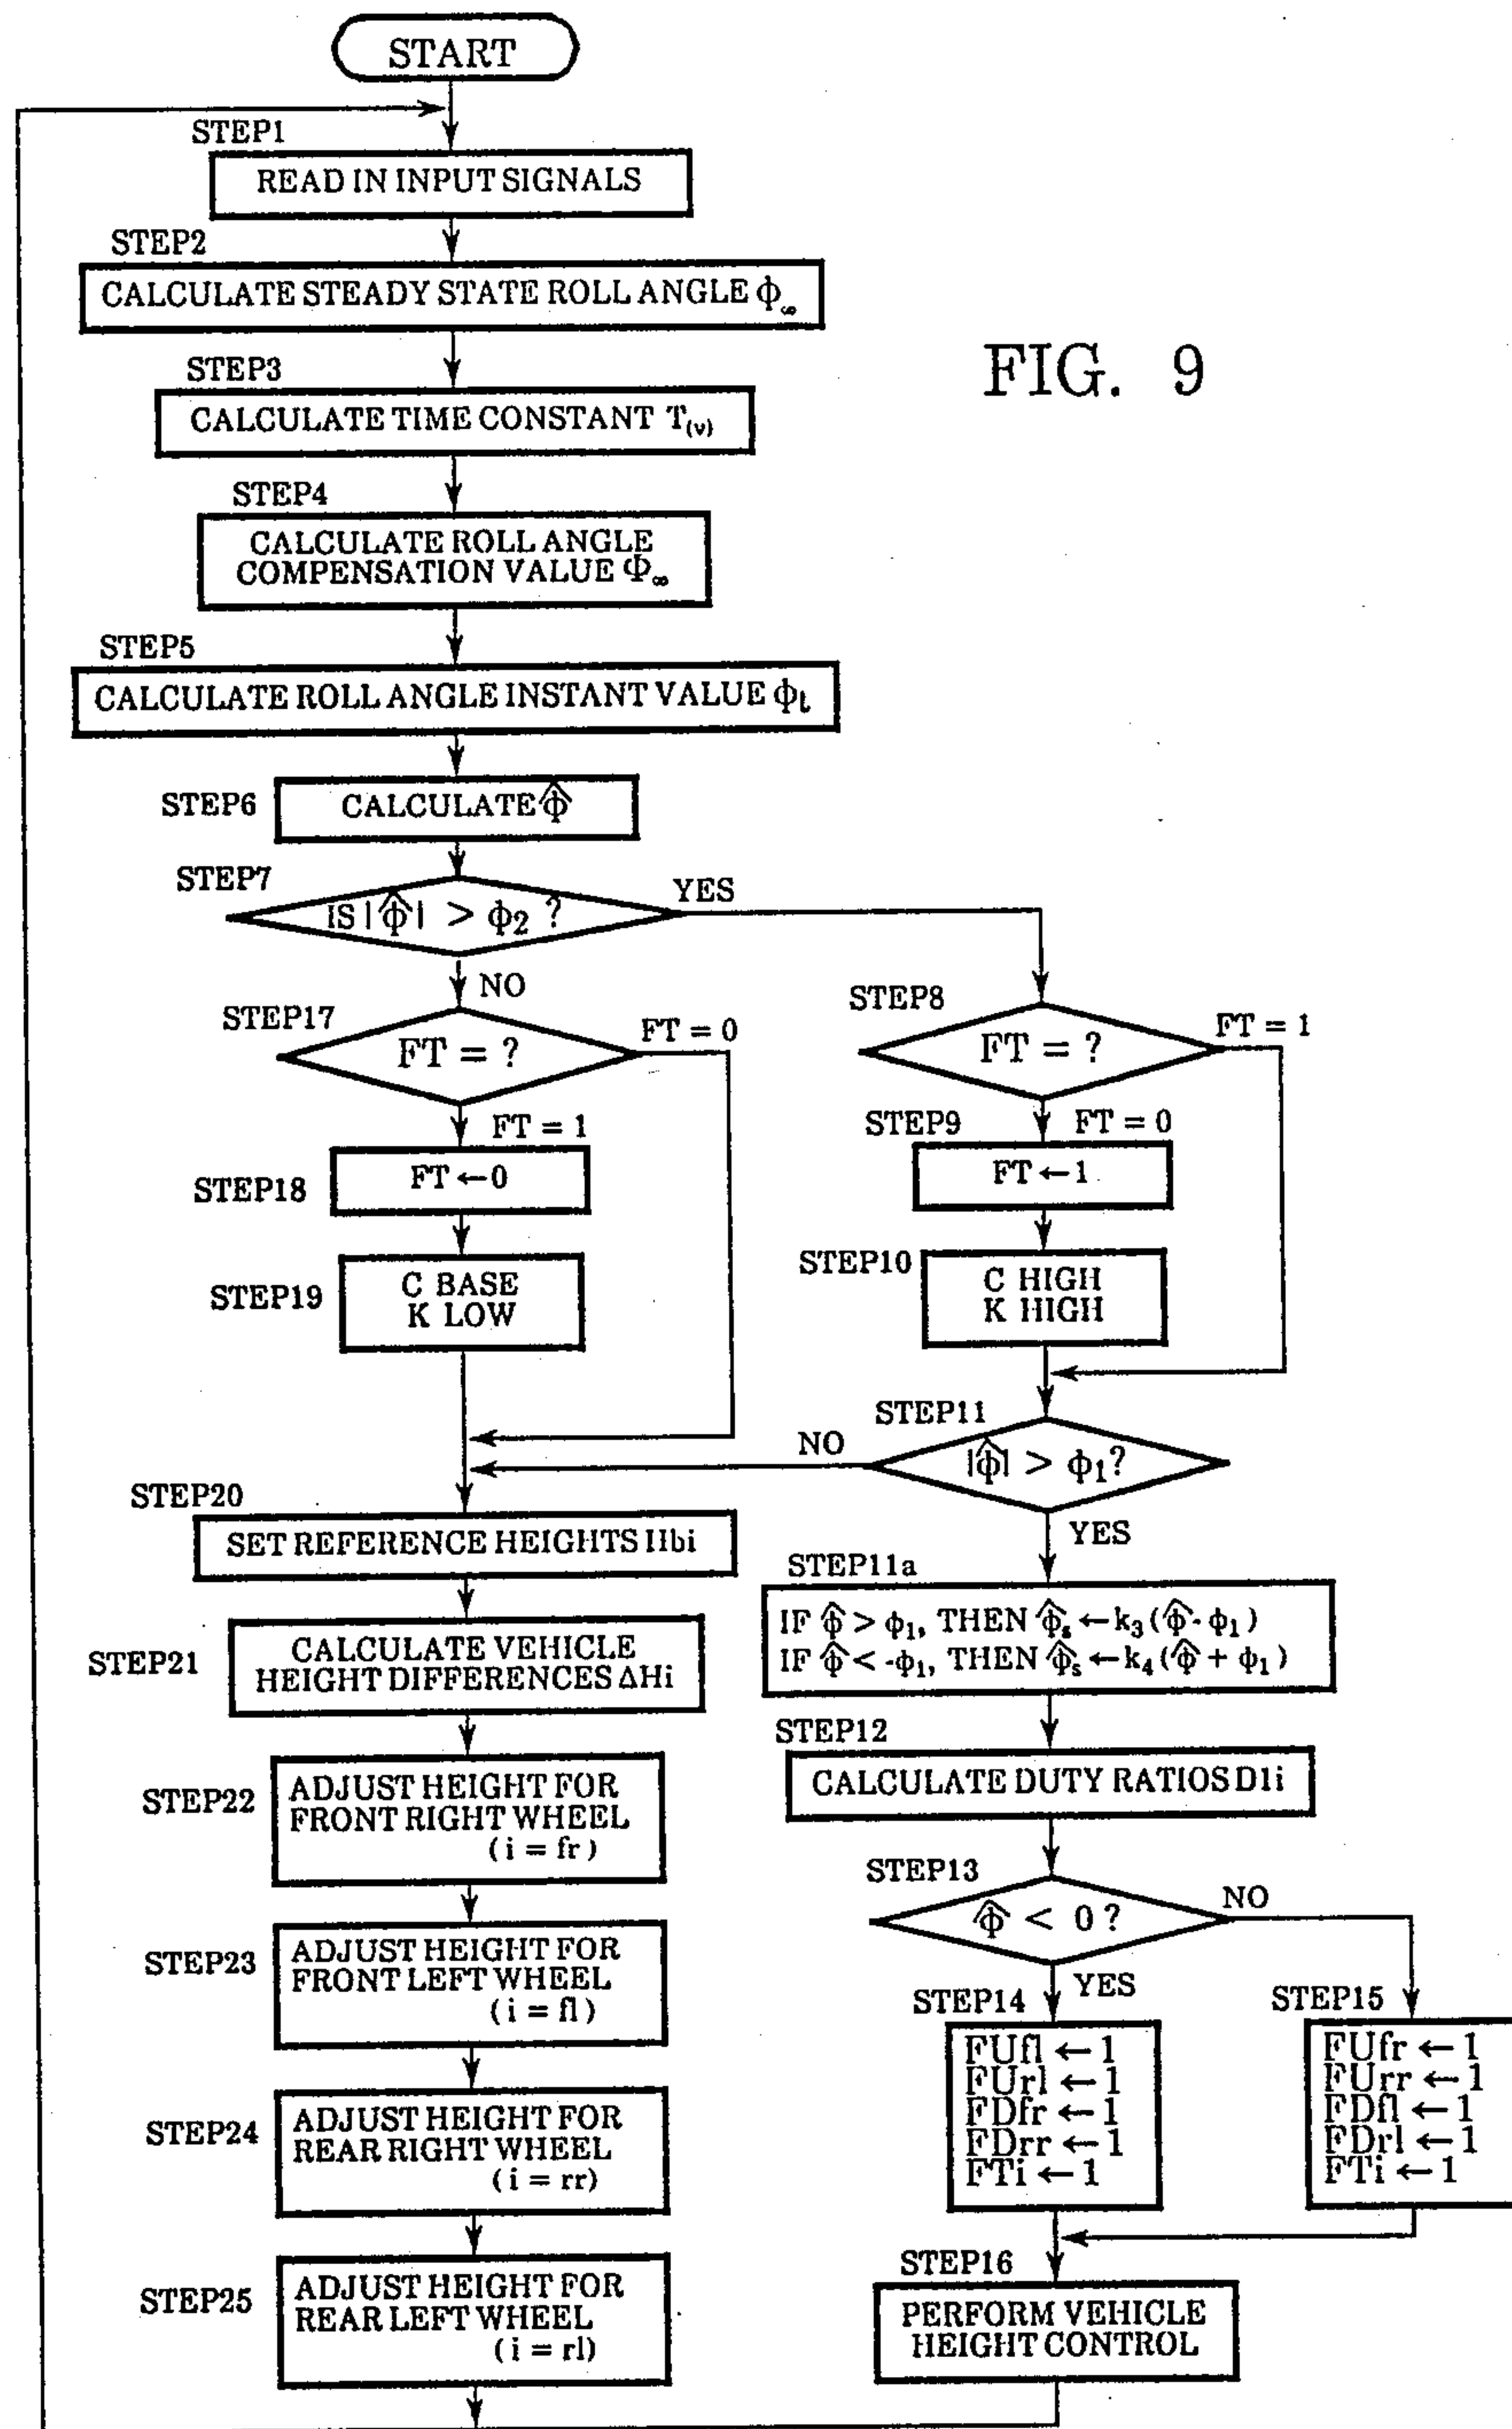 START
STEP1
READ IN INPUT SIGNALS
STEP2
CALCULATE STEADY STATE ROLL ANGLE ϕ∞
FIG. 9
STEP3
CALCULATE TIME CONSTANT T(v)
STEP4
CALCULATE ROLL ANGLE
COMPENSATION VALUE Φ∞
STEP5
CALCULATE ROLL ANGLE INSTANT VALUE ϕt
STEP6
CALCULATE ϕ̂
STEP7
IS | ϕ̂ | > ϕ2 ?
YES
NO
STEP17
FT = ?
FT = 0
FT = 1
STEP18
FT ← 0
STEP19
C BASE
K LOW
STEP8
FT = ?
FT = 1
STEP9
FT = 0
FT ← 1
STEP10
C HIGH
K HIGH
STEP11
|ϕ̂| > ϕ1?
NO
YES
STEP20
SET REFERENCE HEIGHTS Hbi
STEP21
CALCULATE VEHICLE
HEIGHT DIFFERENCES ΔHi
STEP22
ADJUST HEIGHT FOR
FRONT RIGHT WHEEL
( i = fr )
STEP23
ADJUST HEIGHT FOR
FRONT LEFT WHEEL
( i = fl )
STEP24
ADJUST HEIGHT FOR
REAR RIGHT WHEEL
( i = rr)
STEP25
ADJUST HEIGHT FOR
REAR LEFT WHEEL
( i = rl)
STEP11a
IF ϕ̂ > ϕ1, THEN ϕ̂s ← k3 (ϕ̂ - ϕ1)
IF ϕ̂ < -ϕ1, THEN ϕ̂s ← k4 (ϕ̂ + ϕ1)
STEP12
CALCULATE DUTY RATIOS D1i
STEP13
ϕ̂ < 0 ?
NO
YES
STEP14
FUfl ← 1
FUrl ← 1
FDfr ← 1
FDrr ← 1
FTi ← 1
STEP15
FUfr ← 1
FUrr ← 1
FDfl ← 1
FDrl ← 1
FTi ← 1
STEP16
PERFORM VEHICLE
HEIGHT CONTROL